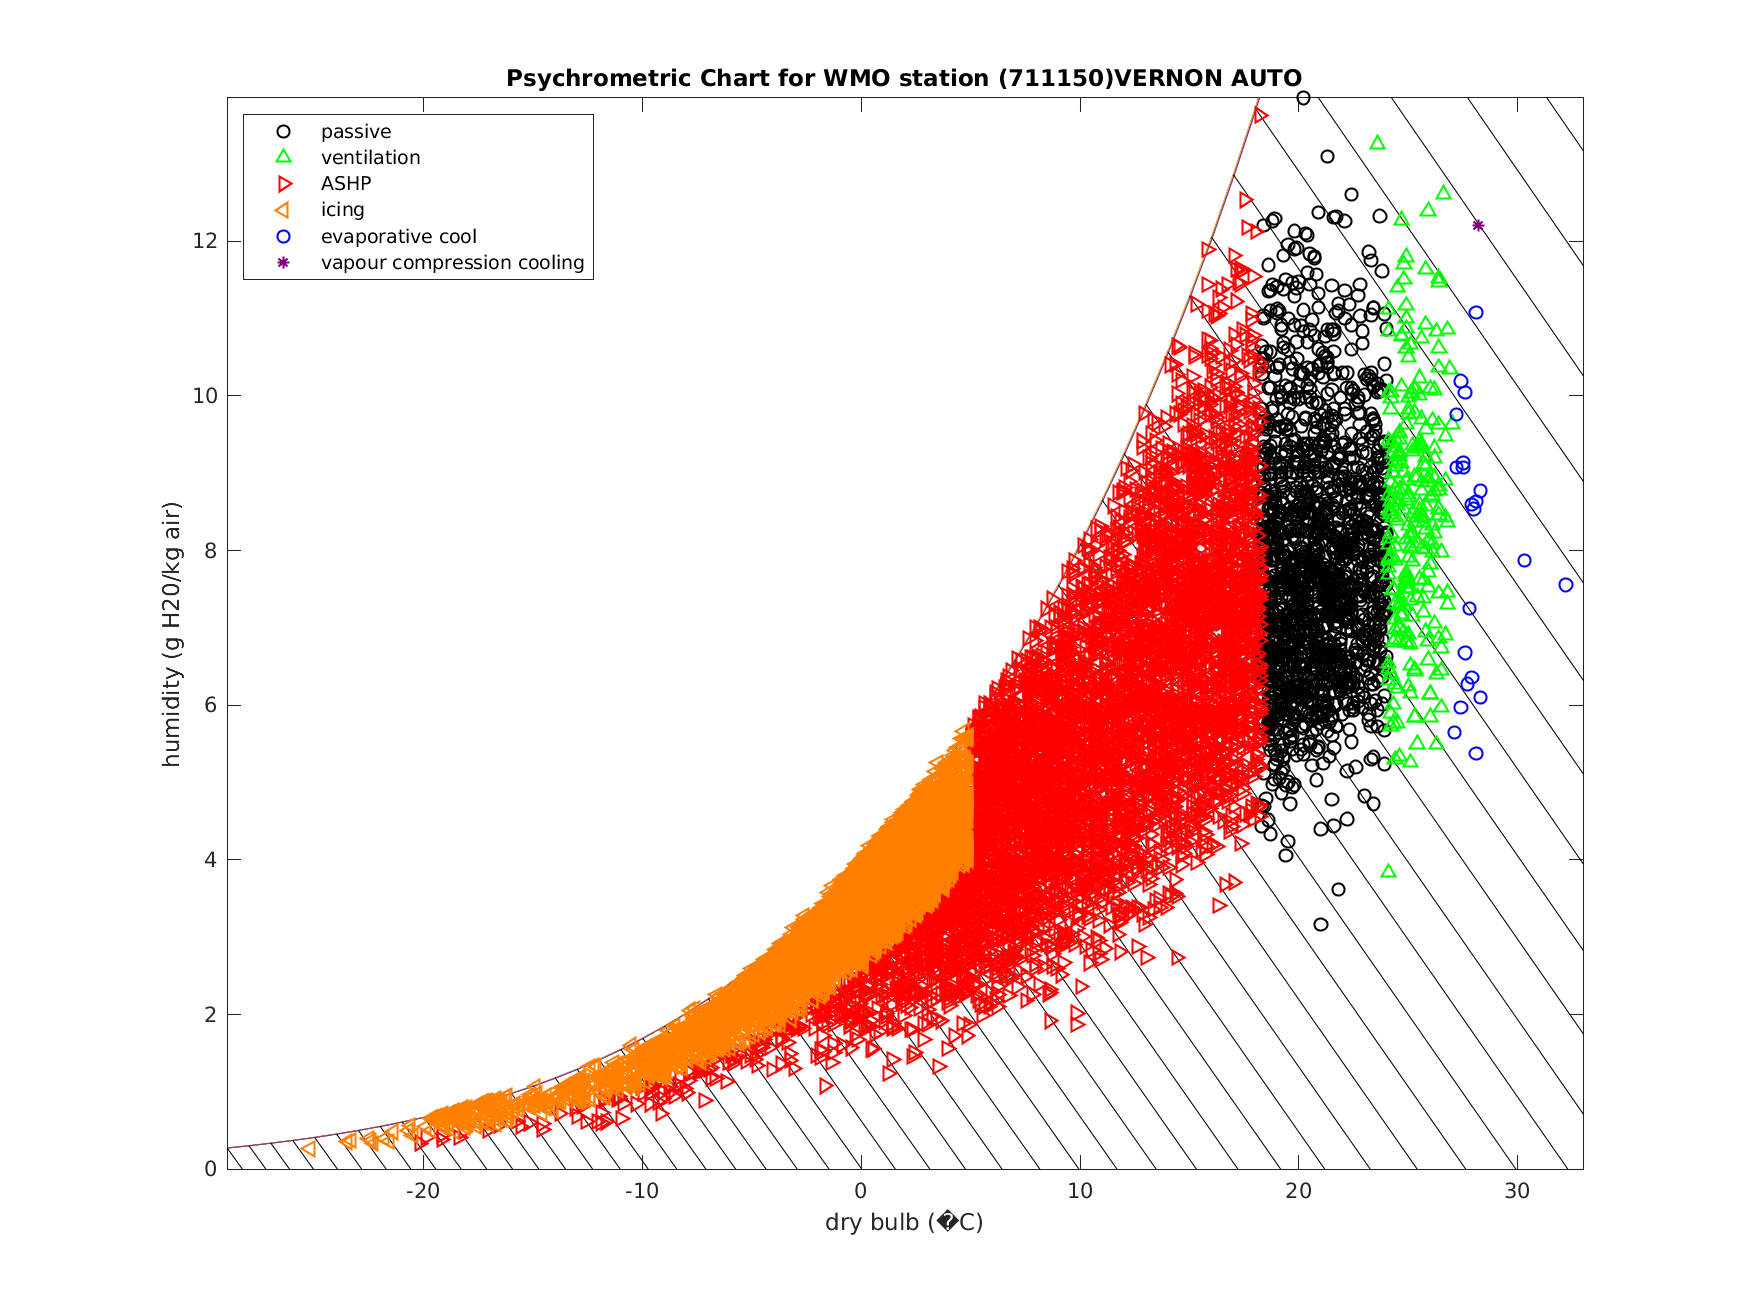 Psychrometric Chart for WMO station (711150)VERNON AUTO
passive
ventilation
ASHP
icing
evaporative cool
vapour compression cooling
humidity (g H20/kg air)
12
10
8
6
4
2
0
-20 -10 0 10 20 30
dry bulb (�C)